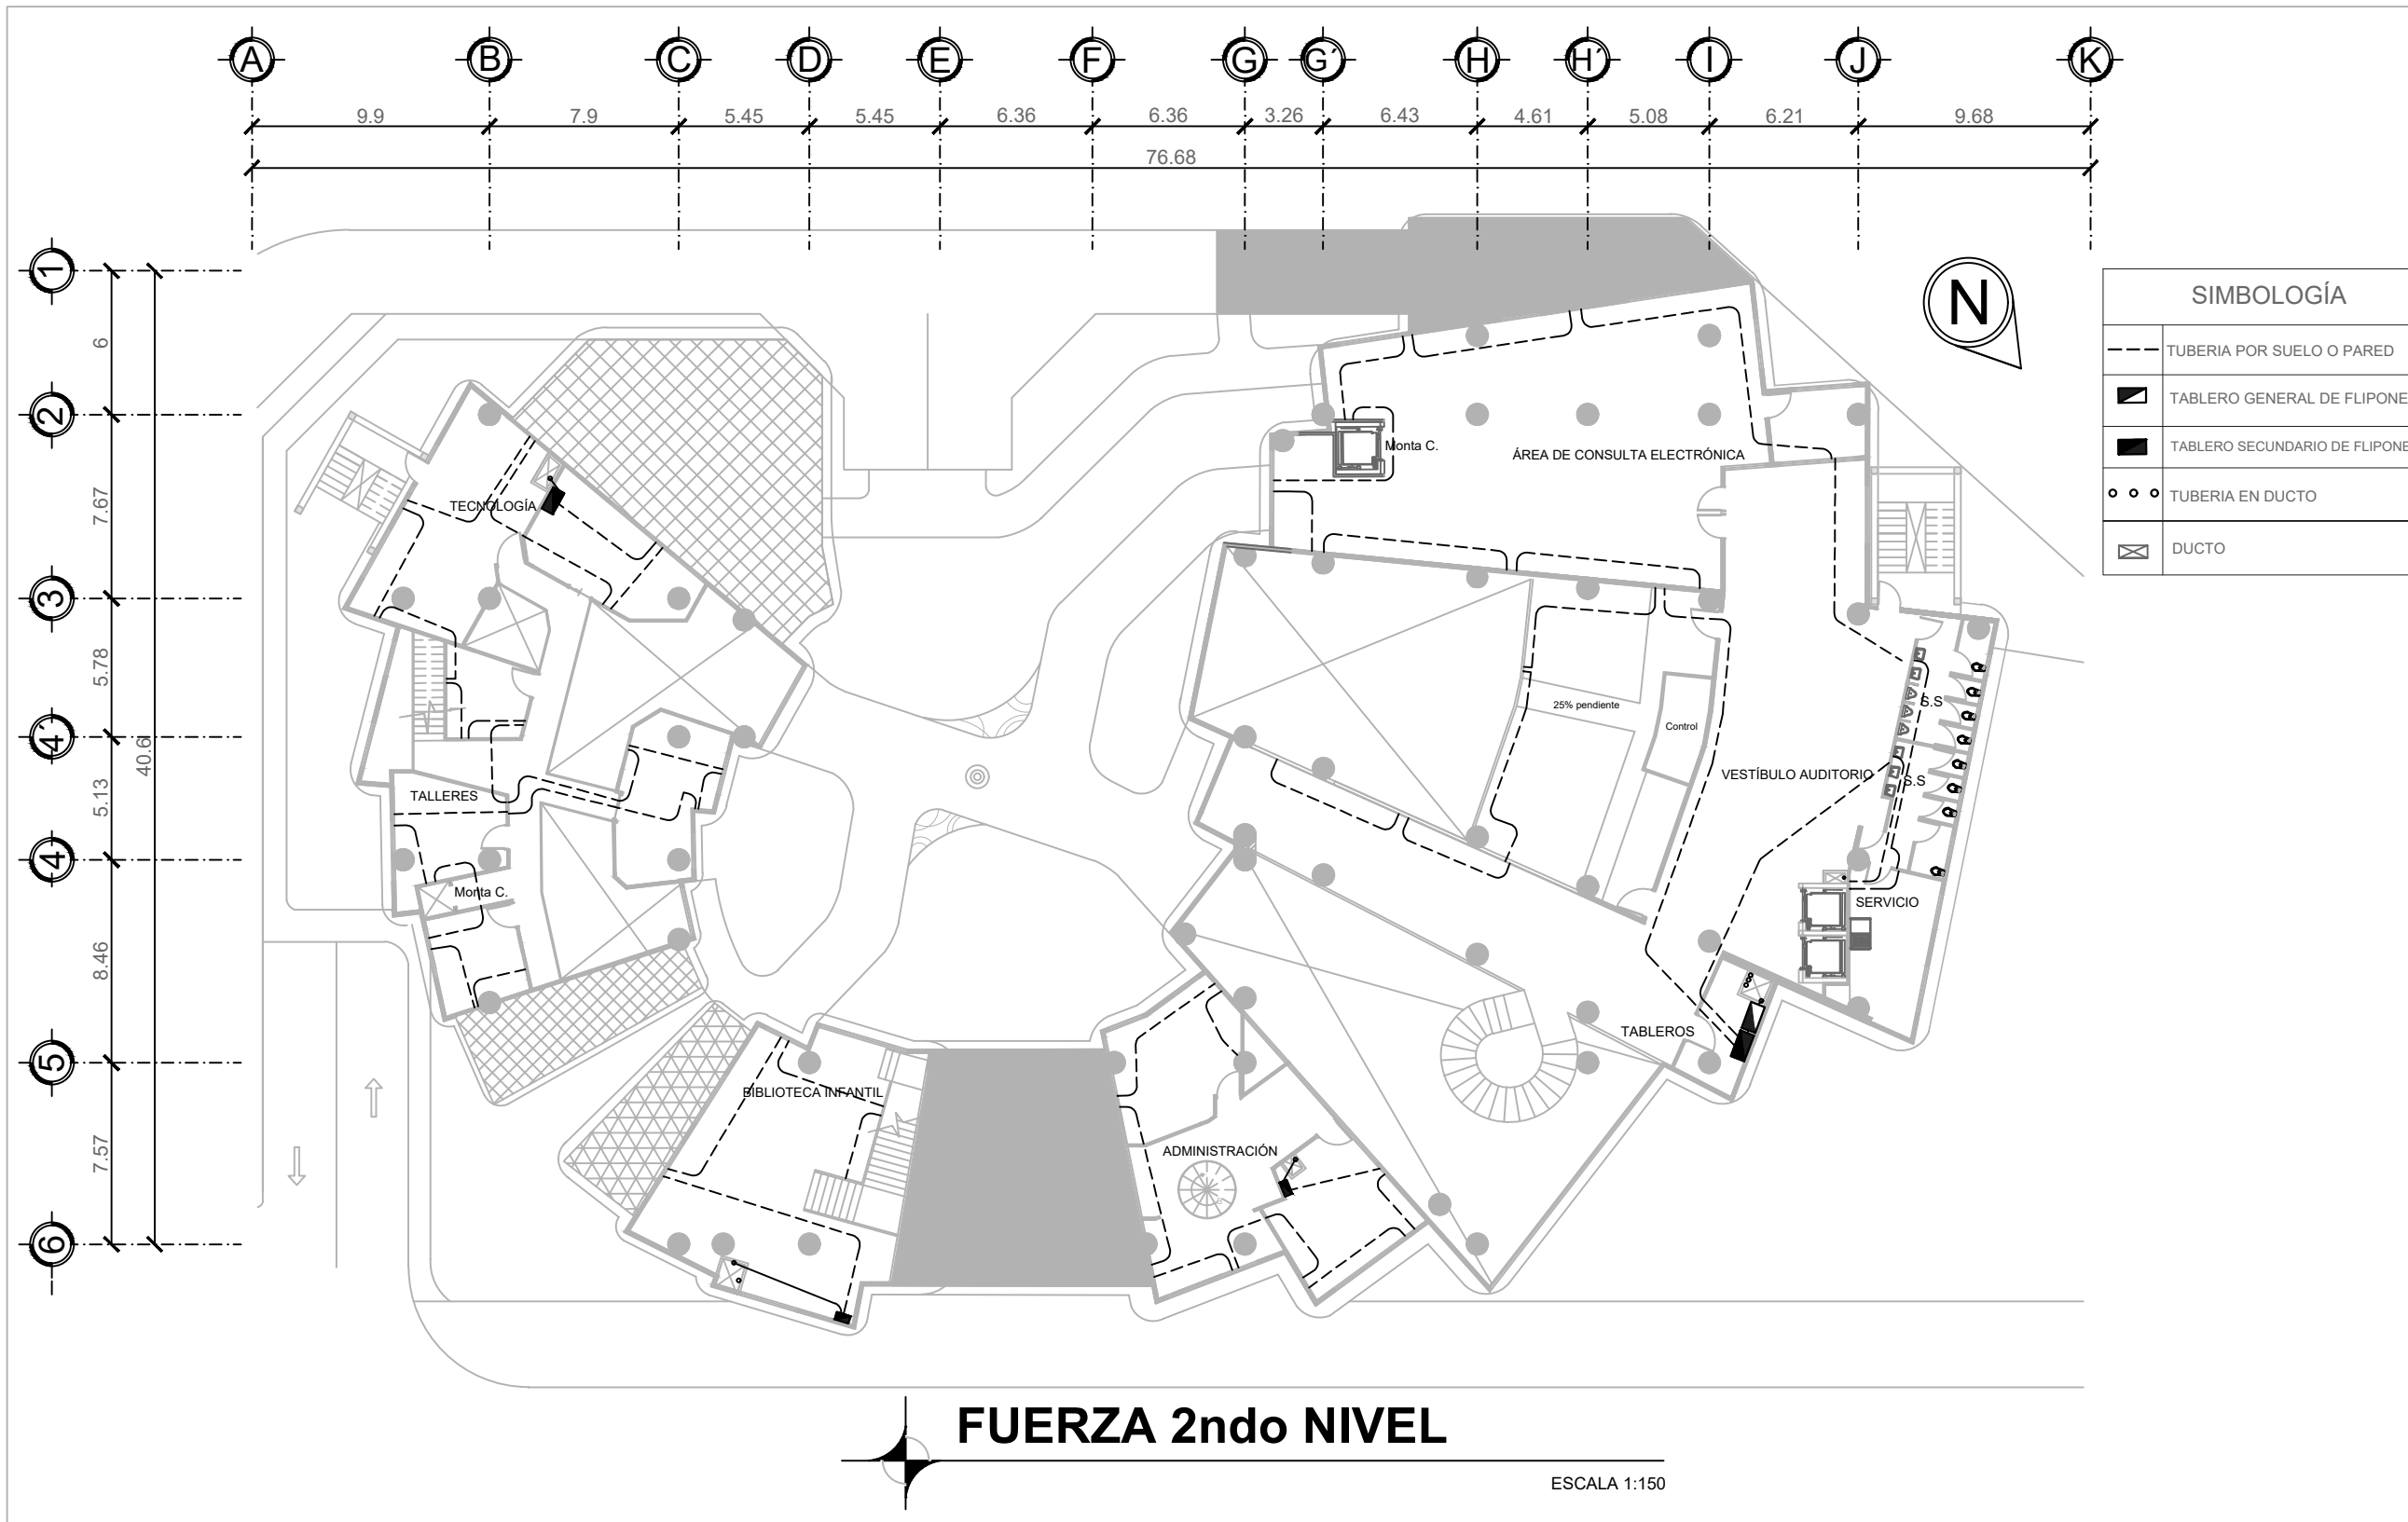 A B C D E F G G´ H H´ I J K
9.9 7.9 5.45 5.45 6.36 6.36 3.26 6.43 4.61 5.08 6.21 9.68
76.68
1
2
3
4´
4
5
6
6
7.67
5.78
5.13
8.46
7.57
40.6
N
SIMBOLOGÍA
TUBERIA POR SUELO O PARED
TABLERO GENERAL DE FLIPONE
TABLERO SECUNDARIO DE FLIPONE
TUBERIA EN DUCTO
DUCTO
Monta C.
ÁREA DE CONSULTA ELECTRÓNICA
TECNOLOGÍA
25% pendiente
Control
S.S
VESTÍBULO AUDITORIO
S.S
TALLERES
Monta C.
SERVICIO
TABLEROS
BIBLIOTECA INFANTIL
ADMINISTRACIÓN
FUERZA 2ndo NIVEL
ESCALA 1:150